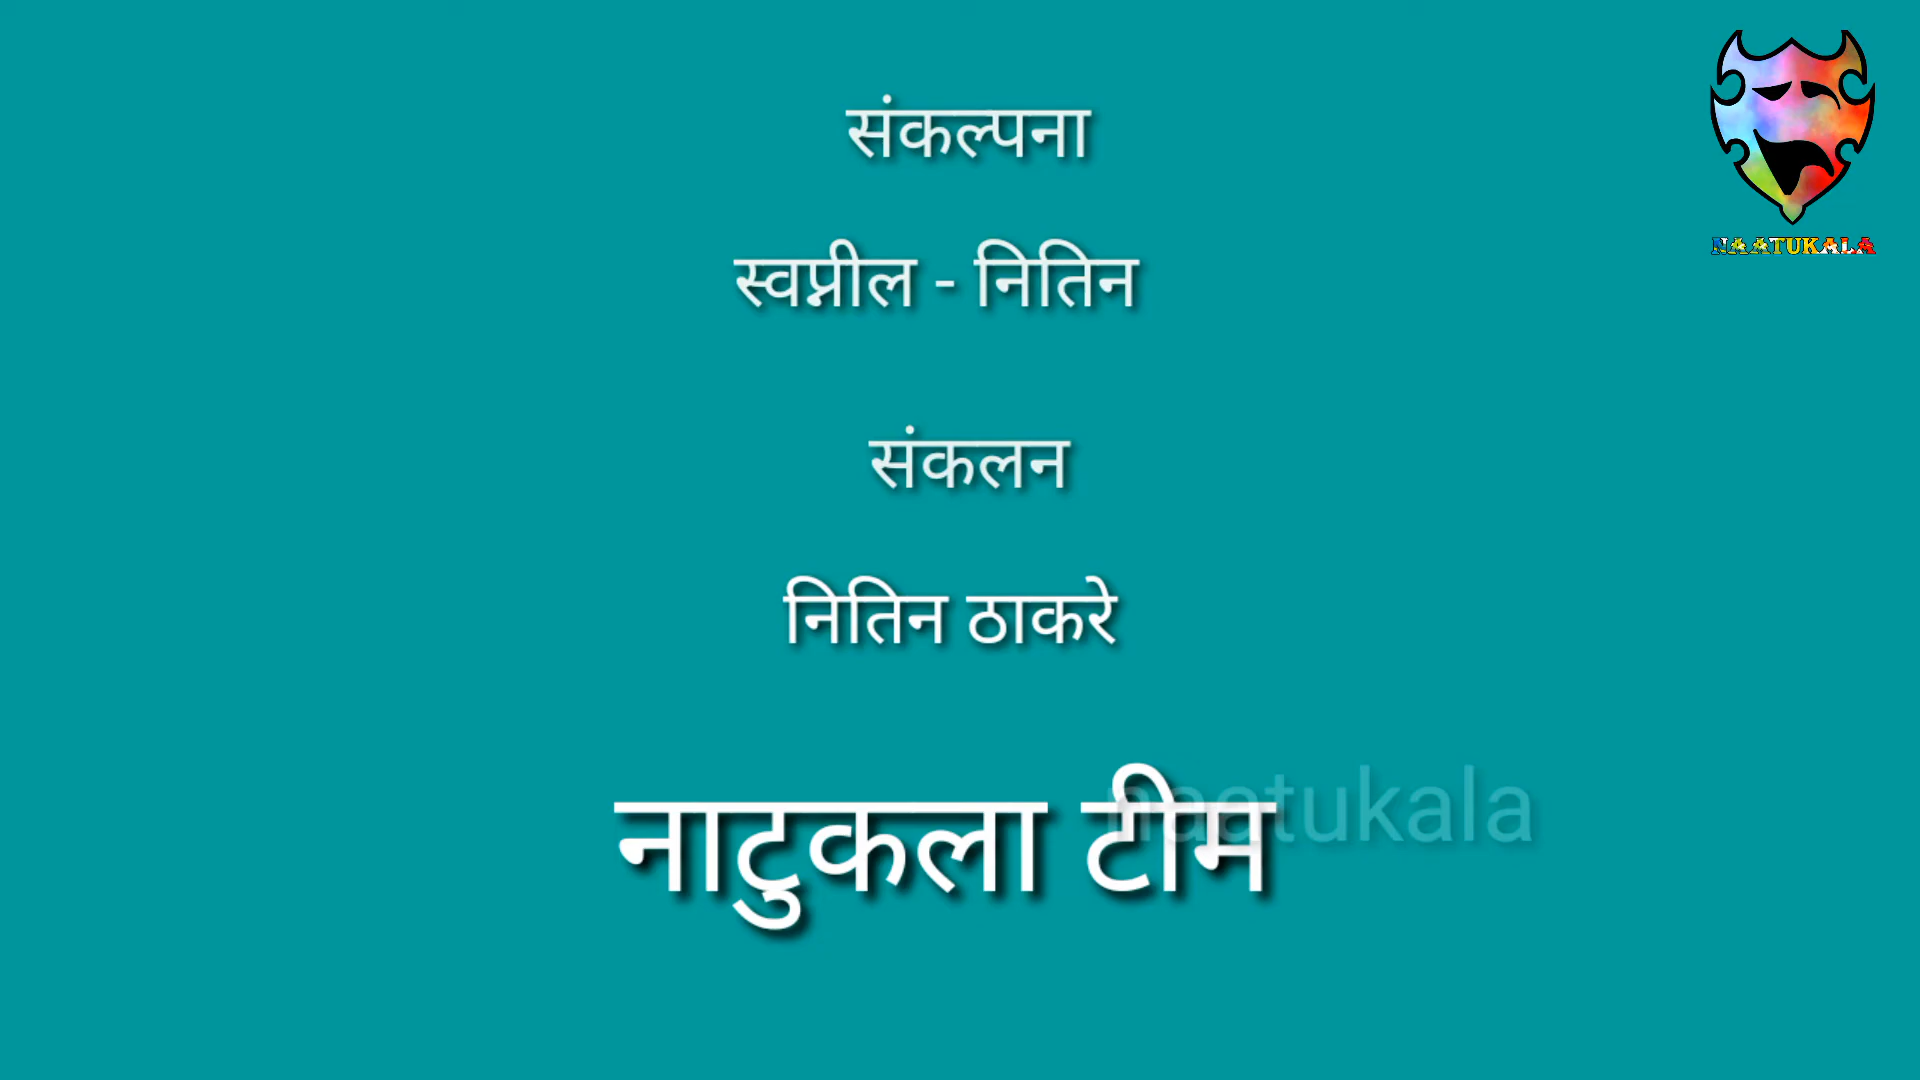 संकल्पना
NAATUKALA
स्वप्नील - नितिन
संकलन
नितिन ठाकरे
नाटुकला टीम
naatukala